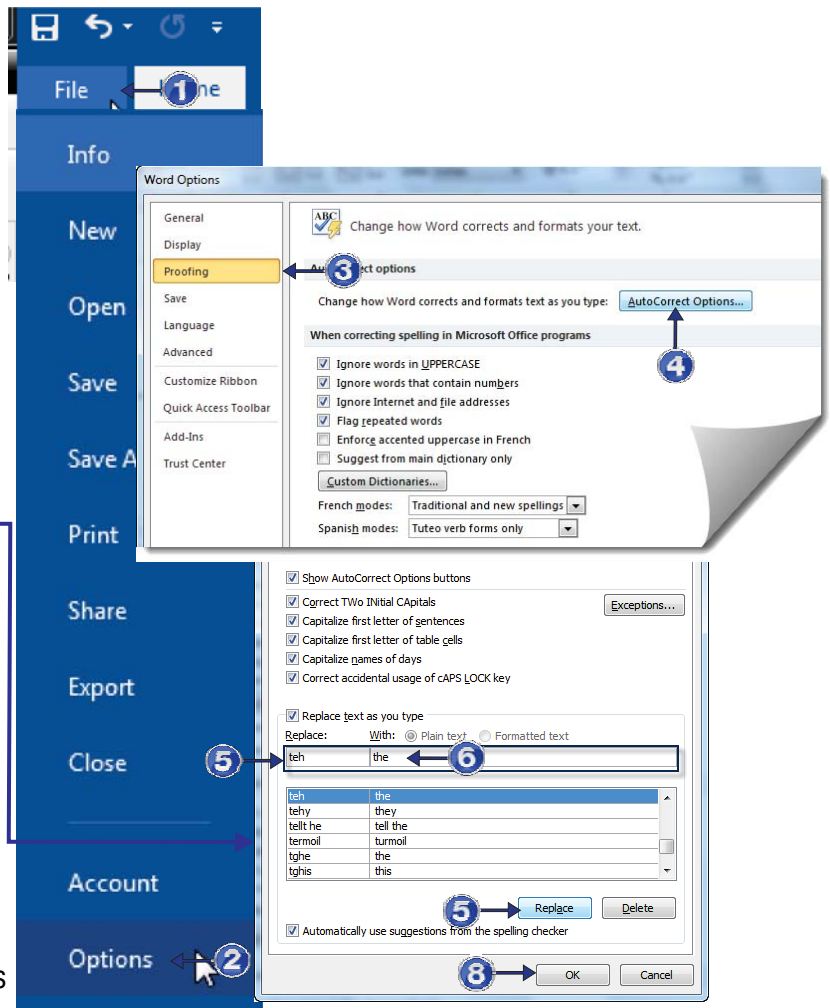 File
1
ne
Info
New
Open
Save
Save A
Print
Share
Export
Close
Account
Options
2
s
Word Options
General
Display
Proofing
Save
Language
Advanced
Customize Ribbon
Quick Access Toolbar
Add-Ins
Trust Center
ABC
Change how Word corrects and formats your text.
3
ect options
Change how Word corrects and formats text as you type: AutoCorrect Options...
4
When correcting spelling in Microsoft Office programs
Ignore words in UPPERCASE
Ignore words that contain numbers
Ignore Internet and file addresses
Flag repeated words
Enforce accented uppercase in French
Suggest from main dictionary only
Custom Dictionaries...
French modes: Traditional and new spellings
Spanish modes: Tuteo verb forms only
Show AutoCorrect Options buttons
Correct TWo INitial CApitals
Exceptions...
Capitalize first letter of sentences
Capitalize first letter of table cells
Capitalize names of days
Correct accidental usage of cAPS LOCK key
Replace text as you type
Replace: With: Plain text Formatted text
5 teh the 6
teh the
tehy they
tellt he tell the
termoil turmoil
tghe the
tghis this
5 Replace Delete
Automatically use suggestions from the spelling checker
8 OK Cancel